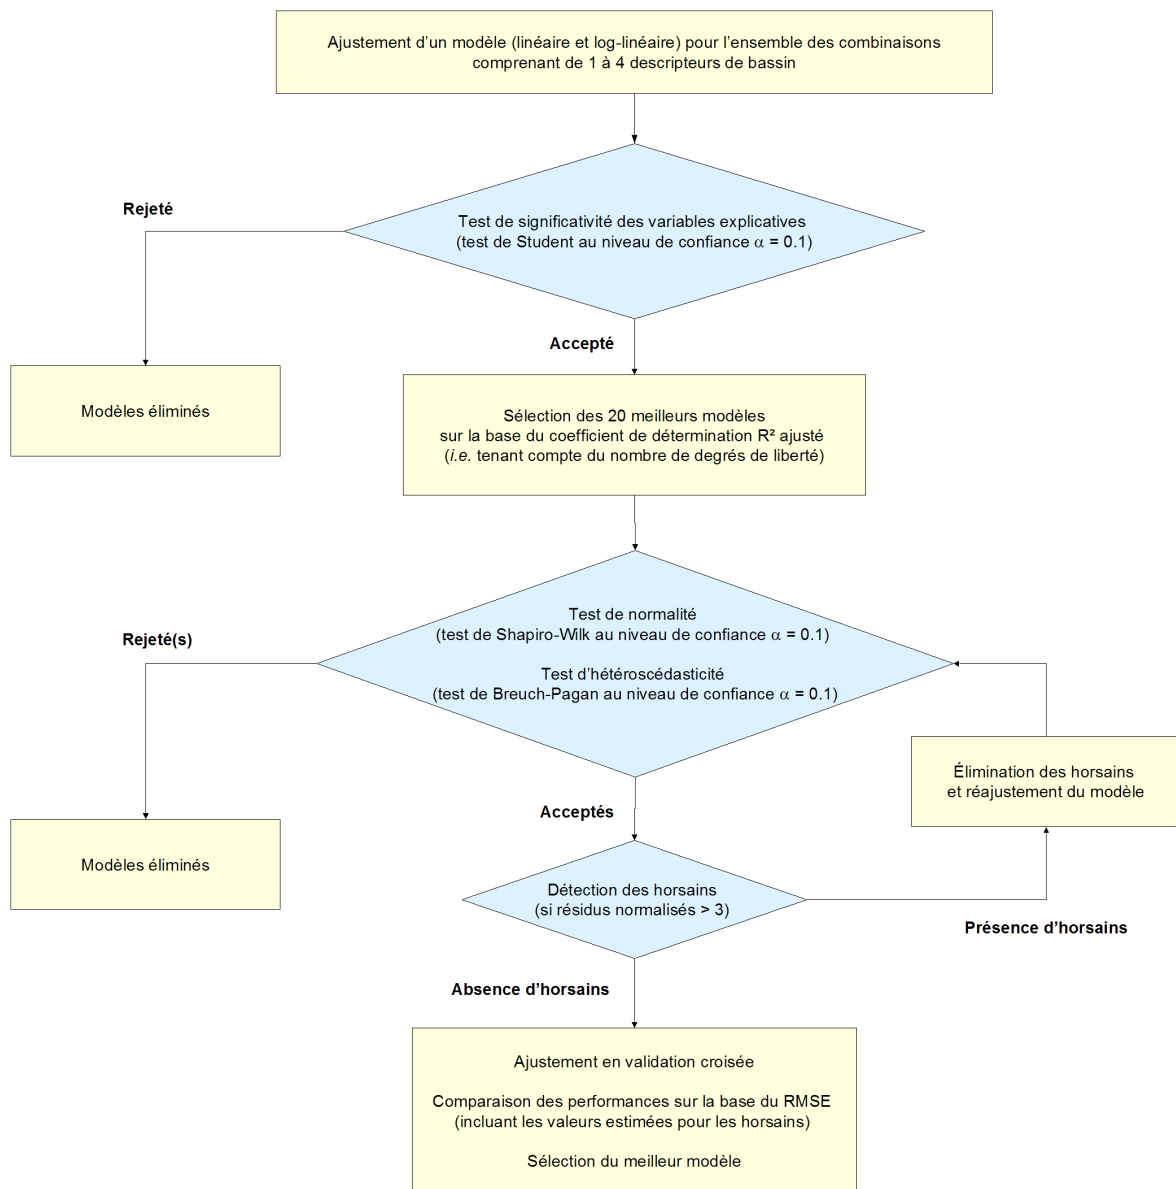 Ajustement d'un modèle (linéaire et log-linéaire) pour l'ensemble des combinaisons
comprenant de 1 à 4 descripteurs de bassin
Rejeté
Test de significativité des variables explicatives
(test de Student au niveau de confiance α = 0.1)
Accepté
Modèles éliminés
Sélection des 20 meilleurs modèles
sur la base du coefficient de détermination R² ajusté
(i.e. tenant compte du nombre de degrés de liberté)
Rejeté(s)
Test de normalité
(test de Shapiro-Wilk au niveau de confiance α = 0.1)
Test d'hétéroscédasticité
(test de Breuch-Pagan au niveau de confiance α = 0.1)
Élimination des horsains
et réajustement du modèle
Acceptés
Modèles éliminés
Détection des horsains
(si résidus normalisés > 3)
Présence d'horsains
Absence d'horsains
Ajustement en validation croisée
Comparaison des performances sur la base du RMSE
(incluant les valeurs estimées pour les horsains)
Sélection du meilleur modèle